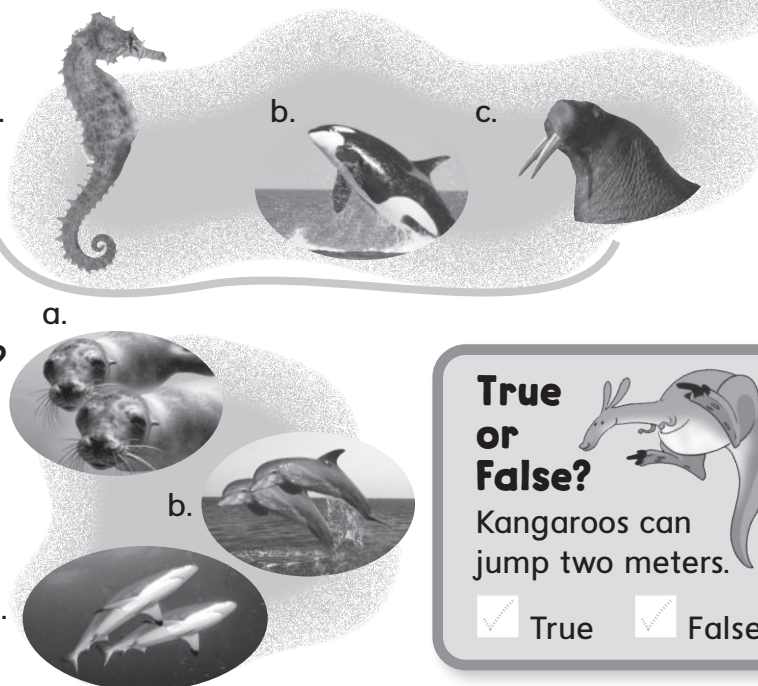 b.
c.
a.
?
b.
True
or
False?
Kangaroos can
jump two meters.
True
False